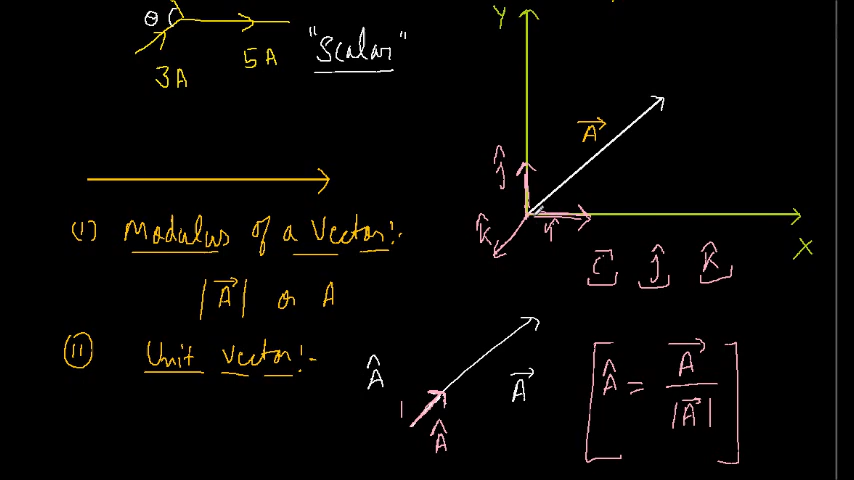 θ
3A
5A
"Scalar"
(i) Modulus of a Vector:-
|A⃗| or A
(ii) Unit Vector:-
Y
A⃗
ĵ
k̂
î
X
î ĵ k̂
Â
A⃗
1
Â
[Â = A⃗ / |A⃗|]